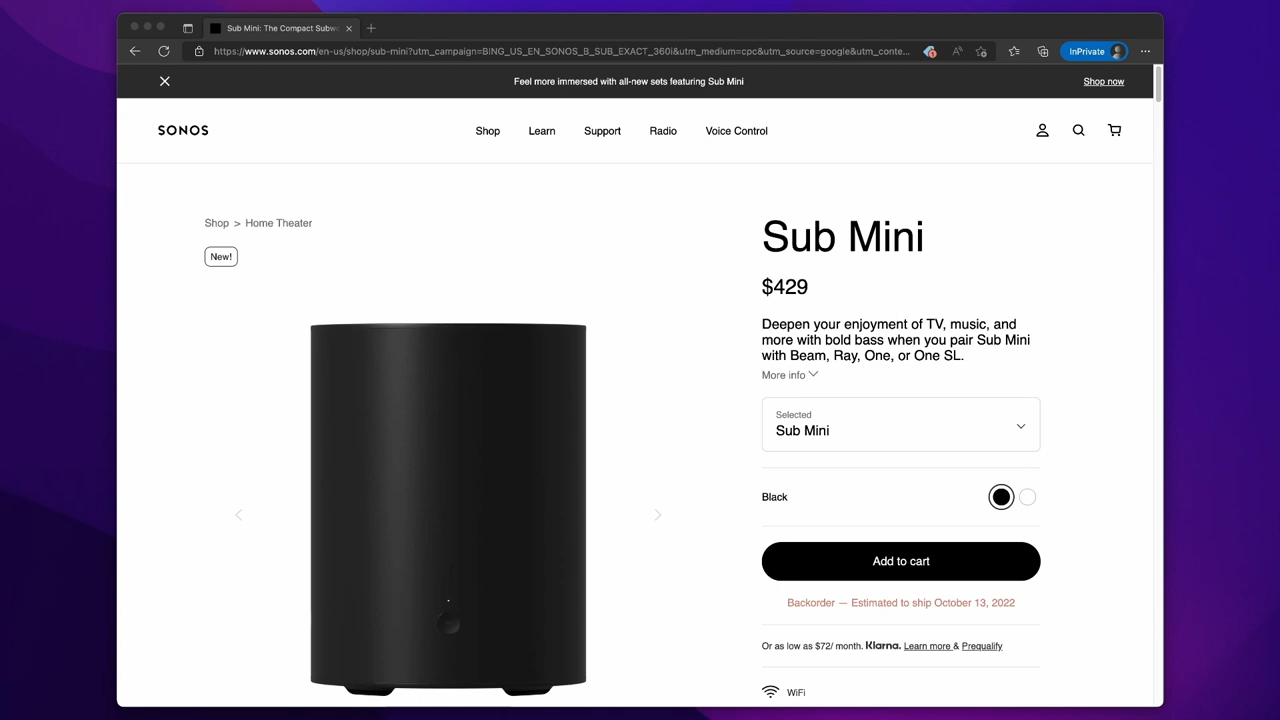 Sub Mini: The Compact Subwo
https://www.sonos.com/en-us/shop/sub-mini?utm_campaign=BING_US_EN_SONOS_B_SUB_EXACT_360i&utm_medium=cpc&utm_source=google&utm_conte...
InPrivate
Feel more immersed with all-new sets featuring Sub Mini
Shop now
SONOS
Shop
Learn
Support
Radio
Voice Control
Shop > Home Theater
New!
Sub Mini
$429
Deepen your enjoyment of TV, music, and
more with bold bass when you pair Sub Mini
with Beam, Ray, One, or One SL.
More info
Selected
Sub Mini
Black
Add to cart
Backorder — Estimated to ship October 13, 2022
Or as low as $72/ month. Klarna. Learn more & Prequalify
WiFi